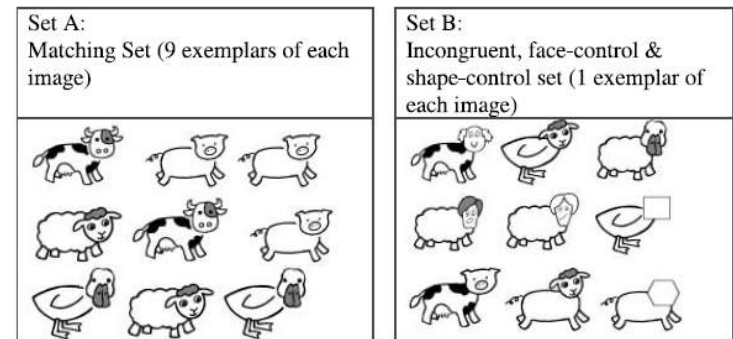 Set A:
Matching Set (9 exemplars of each
image)
Set B:
Incongruent, face-control &
shape-control set (1 exemplar of
each image)